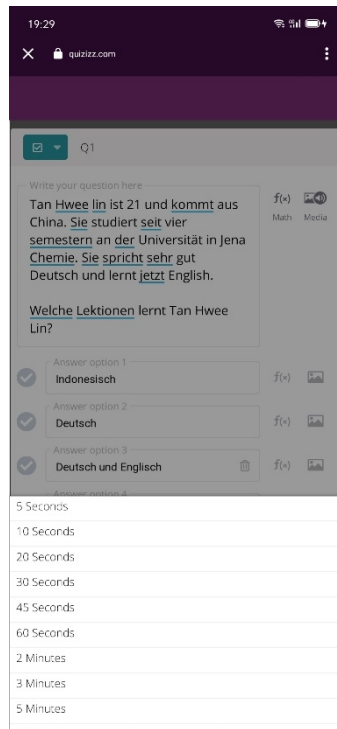 19:29
quizizz.com
Q1
Write your question here
Tan Hwee lin ist 21 und kommt aus
China. Sie studiert seit vier
semestern an der Universität in Jena
Chemie. Sie spricht sehr gut
Deutsch und lernt jetzt English.
Welche Lektionen lernt Tan Hwee
Lin?
f(×) Math Media
Answer option 1
Indonesisch
f(×)
Answer option 2
Deutsch
f(×)
Answer option 3
Deutsch und Englisch
f(×)
Answer option 4
5 Seconds
10 Seconds
20 Seconds
30 Seconds
45 Seconds
60 Seconds
2 Minutes
3 Minutes
5 Minutes